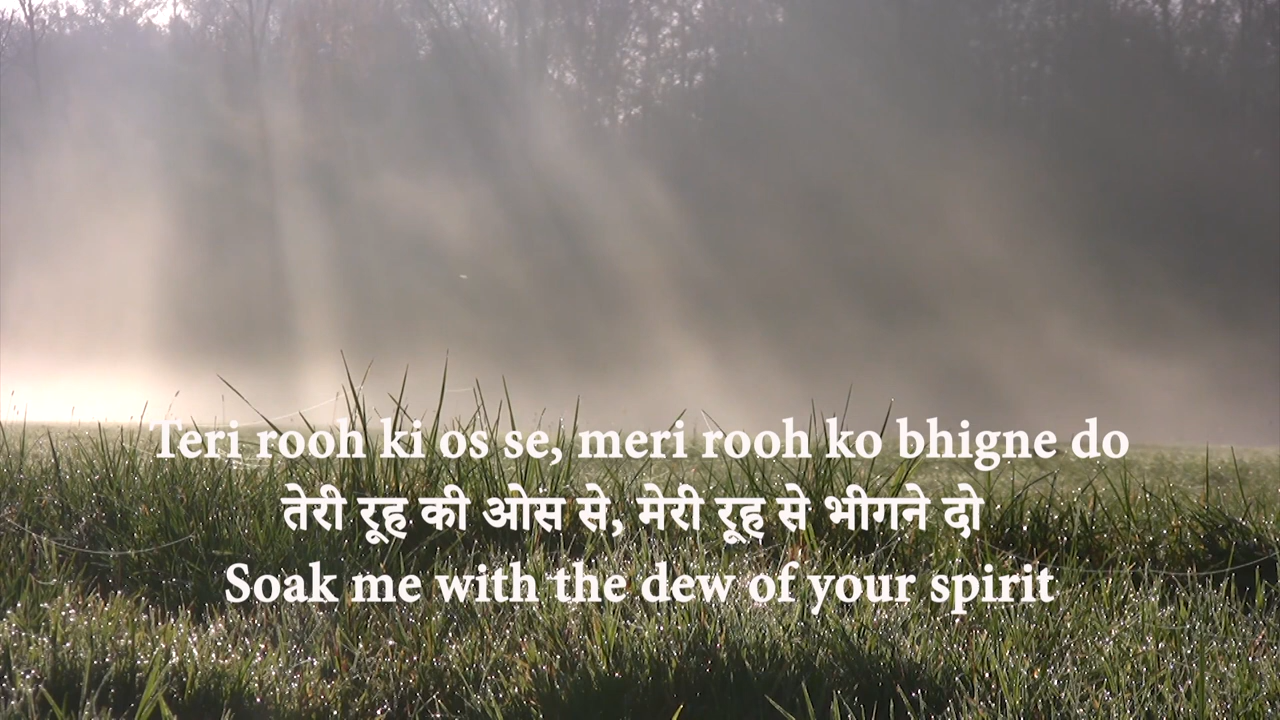 Teri rooh ki os se, meri rooh ko bhigne do
तेरी रूह की ओस से, मेरी रूह से भीगने दो
Soak me with the dew of your spirit